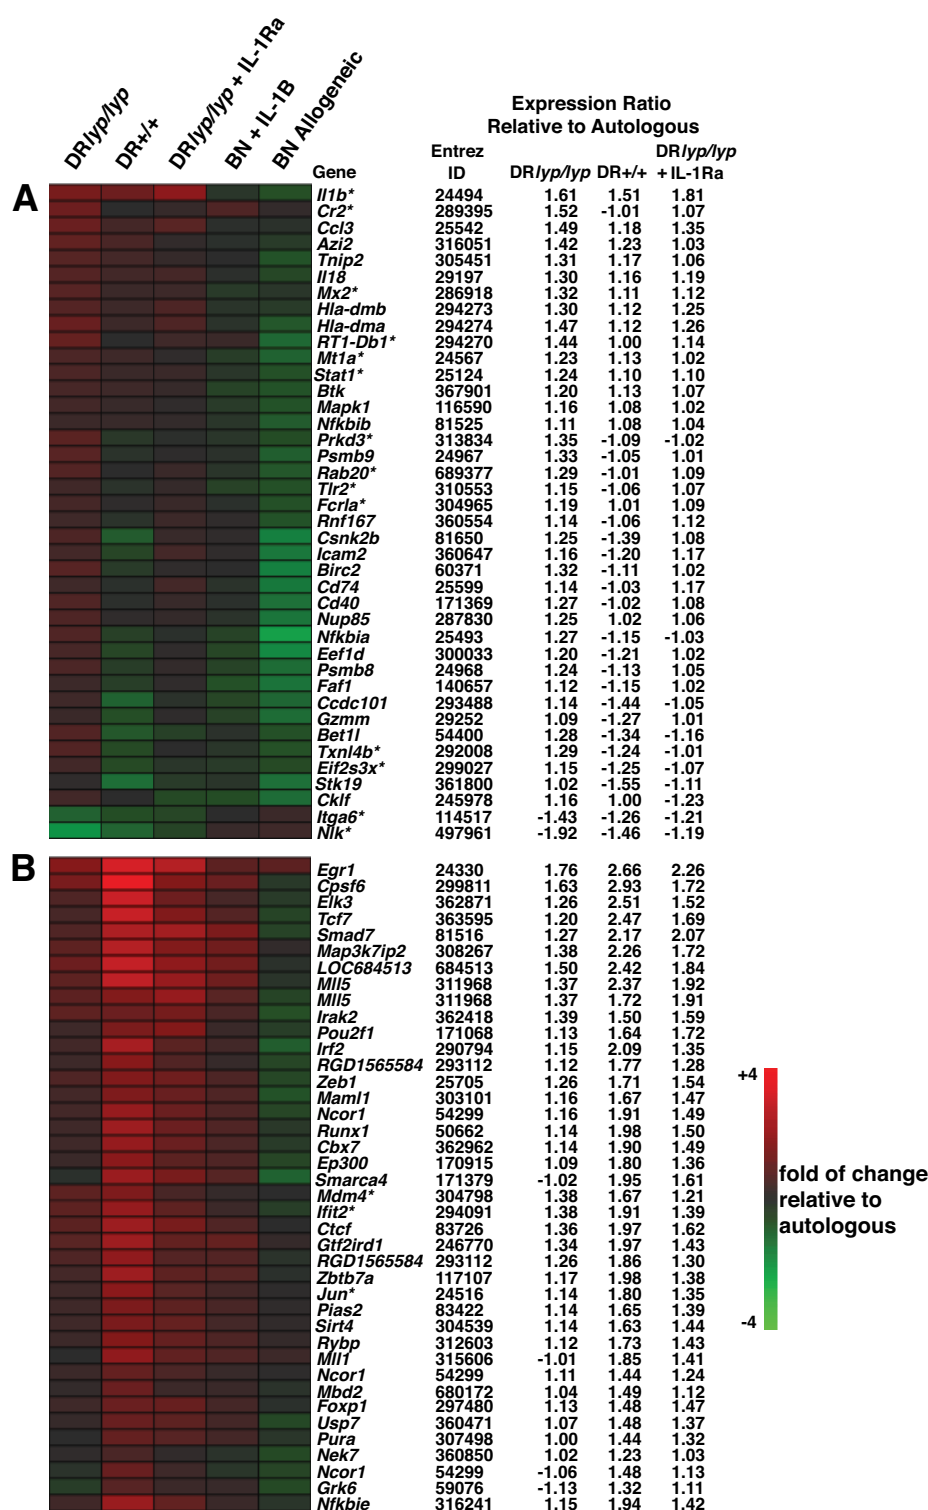 DRlyp/lyp
DR+/+
DRlyp/lyp + IL-1Ra
BN + IL-1B
BN Allogeneic
Expression Ratio
Relative to Autologous
Gene Entrez ID DRlyp/lyp DR+/+ DRlyp/lyp + IL-1Ra
A
Il1b* 24494 1.61 1.51 1.81
Cr2* 289395 1.52 -1.01 1.07
Ccl3 25542 1.49 1.18 1.35
Azi2 316051 1.42 1.23 1.03
Tnip2 305451 1.31 1.17 1.06
Il18 29197 1.30 1.16 1.19
Mx2* 286918 1.32 1.11 1.12
Hla-dmb 294273 1.30 1.12 1.25
Hla-dma 294274 1.47 1.12 1.26
RT1-Db1* 294270 1.44 1.00 1.14
Mt1a* 24567 1.23 1.13 1.02
Stat1* 25124 1.24 1.10 1.10
Btk 367901 1.20 1.13 1.07
Mapk1 116590 1.16 1.08 1.02
Nfkbib 81525 1.11 1.08 1.04
Prkd3* 313834 1.35 -1.09 -1.02
Psmb9 24967 1.33 -1.05 1.01
Rab20* 689377 1.29 -1.01 1.09
Tlr2* 310553 1.15 -1.06 1.07
Fcrla* 304965 1.19 1.01 1.09
Rnf167 360554 1.14 -1.06 1.12
Csnk2b 81650 1.25 -1.39 1.08
Icam2 360647 1.16 -1.20 1.17
Birc2 60371 1.32 -1.11 1.02
Cd74 25599 1.14 -1.03 1.17
Cd40 171369 1.27 -1.02 1.08
Nup85 287830 1.25 1.02 1.06
Nfkbia 25493 1.27 -1.15 -1.03
Eef1d 300033 1.20 -1.21 1.02
Psmb8 24968 1.24 -1.13 1.05
Faf1 140657 1.12 -1.15 1.02
Ccdc101 293488 1.14 -1.44 -1.05
Gzmm 29252 1.09 -1.27 1.01
Bet1l 54400 1.28 -1.34 -1.16
Txnl4b* 292008 1.29 -1.24 -1.01
Eif2s3x* 299027 1.15 -1.25 -1.07
Stk19 361800 1.02 -1.55 -1.11
Cklf 245978 1.16 1.00 -1.23
Itga6* 114517 -1.43 -1.26 -1.21
Nlk* 497961 -1.92 -1.46 -1.19
B
Egr1 24330 1.76 2.66 2.26
Cpsf6 299811 1.63 2.93 1.72
Elk3 362871 1.26 2.51 1.52
Tcf7 363595 1.20 2.47 1.69
Smad7 81516 1.27 2.17 2.07
Map3k7ip2 308267 1.38 2.26 1.72
LOC684513 684513 1.50 2.42 1.84
Mll5 311968 1.37 2.37 1.92
Mll5 311968 1.37 1.72 1.91
Irak2 362418 1.39 1.50 1.59
Pou2f1 171068 1.13 1.64 1.72
Irf2 290794 1.15 2.09 1.35
RGD1565584 293112 1.12 1.77 1.28
Zeb1 25705 1.26 1.71 1.54
Maml1 303101 1.16 1.67 1.47
Ncor1 54299 1.16 1.91 1.49
Runx1 50662 1.14 1.98 1.50
Cbx7 362962 1.14 1.90 1.49
Ep300 170915 1.09 1.80 1.36
Smarca4 171379 -1.02 1.95 1.61
Mdm4* 304798 1.38 1.67 1.21
Ifit2* 294091 1.38 1.91 1.39
Ctcf 83726 1.36 1.97 1.62
Gtf2ird1 246770 1.34 1.97 1.43
RGD1565584 293112 1.26 1.86 1.30
Zbtb7a 117107 1.17 1.98 1.38
Jun* 24516 1.14 1.80 1.35
Pias2 83422 1.14 1.65 1.39
Sirt4 304539 1.14 1.63 1.44
Rybp 312603 1.12 1.73 1.43
Mll1 315606 -1.01 1.85 1.41
Ncor1 54299 1.11 1.44 1.24
Mbd2 680172 1.04 1.49 1.12
Foxp1 297480 1.13 1.48 1.47
Usp7 360471 1.07 1.48 1.37
Pura 307498 1.00 1.44 1.32
Nek7 360850 1.02 1.23 1.03
Ncor1 54299 -1.06 1.48 1.13
Grk6 59076 -1.13 1.32 1.11
Nfkbie 316241 1.15 1.94 1.42
+4
fold of change
relative to
autologous
-4